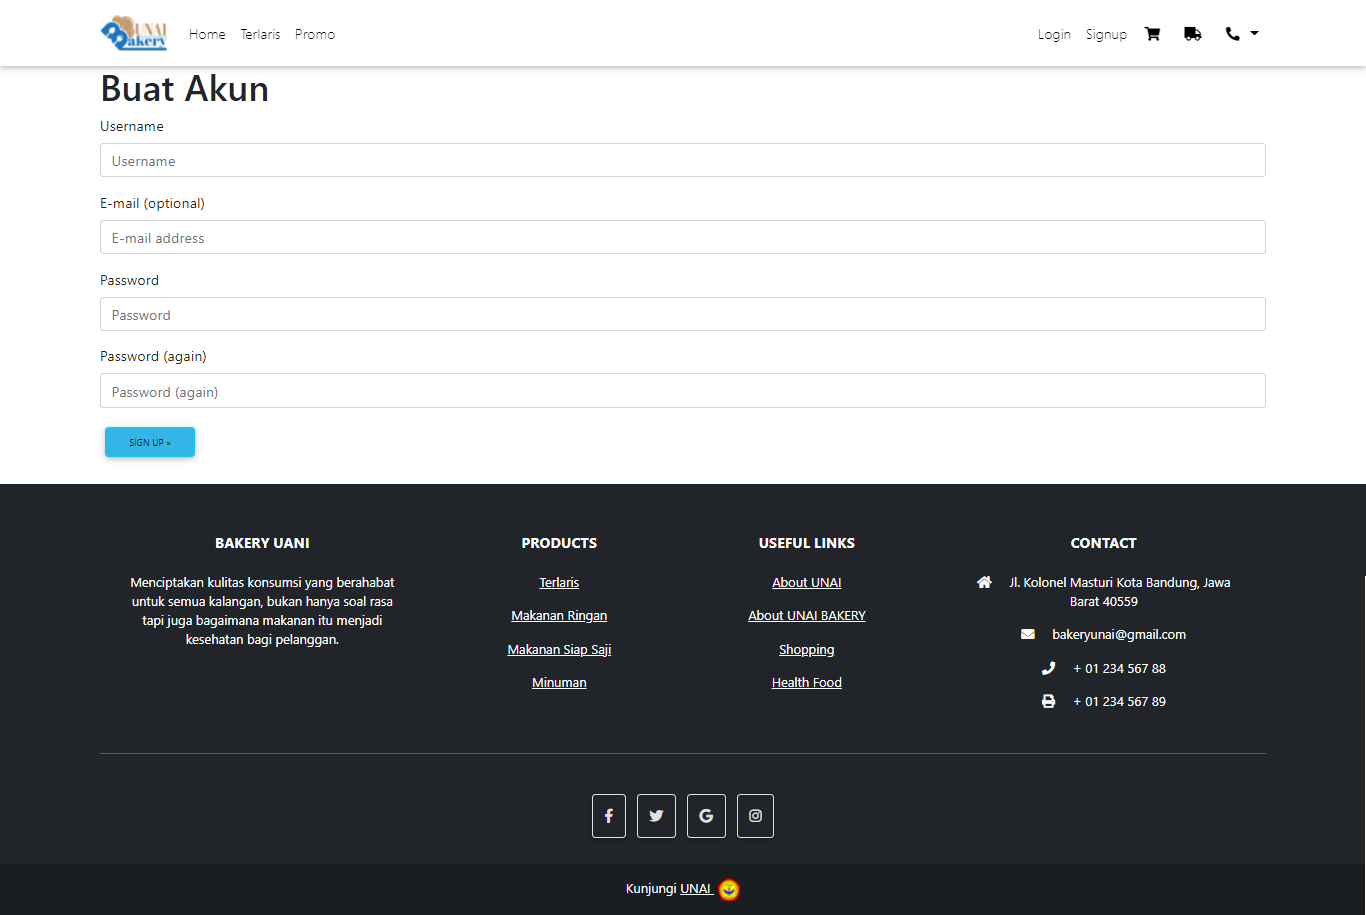 UNAI
Bakery
Home Terlaris Promo
Login Signup
Buat Akun
Username
Username
E-mail (optional)
E-mail address
Password
Password
Password (again)
Password (again)
SIGN UP »
BAKERY UANI
Menciptakan kulitas konsumsi yang berahabat
untuk semua kalangan, bukan hanya soal rasa
tapi juga bagaimana makanan itu menjadi
kesehatan bagi pelanggan.
PRODUCTS
Terlaris
Makanan Ringan
Makanan Siap Saji
Minuman
USEFUL LINKS
About UNAI
About UNAI BAKERY
Shopping
Health Food
CONTACT
Jl. Kolonel Masturi Kota Bandung, Jawa
Barat 40559
bakeryunai@gmail.com
+ 01 234 567 88
+ 01 234 567 89
Kunjungi UNAI